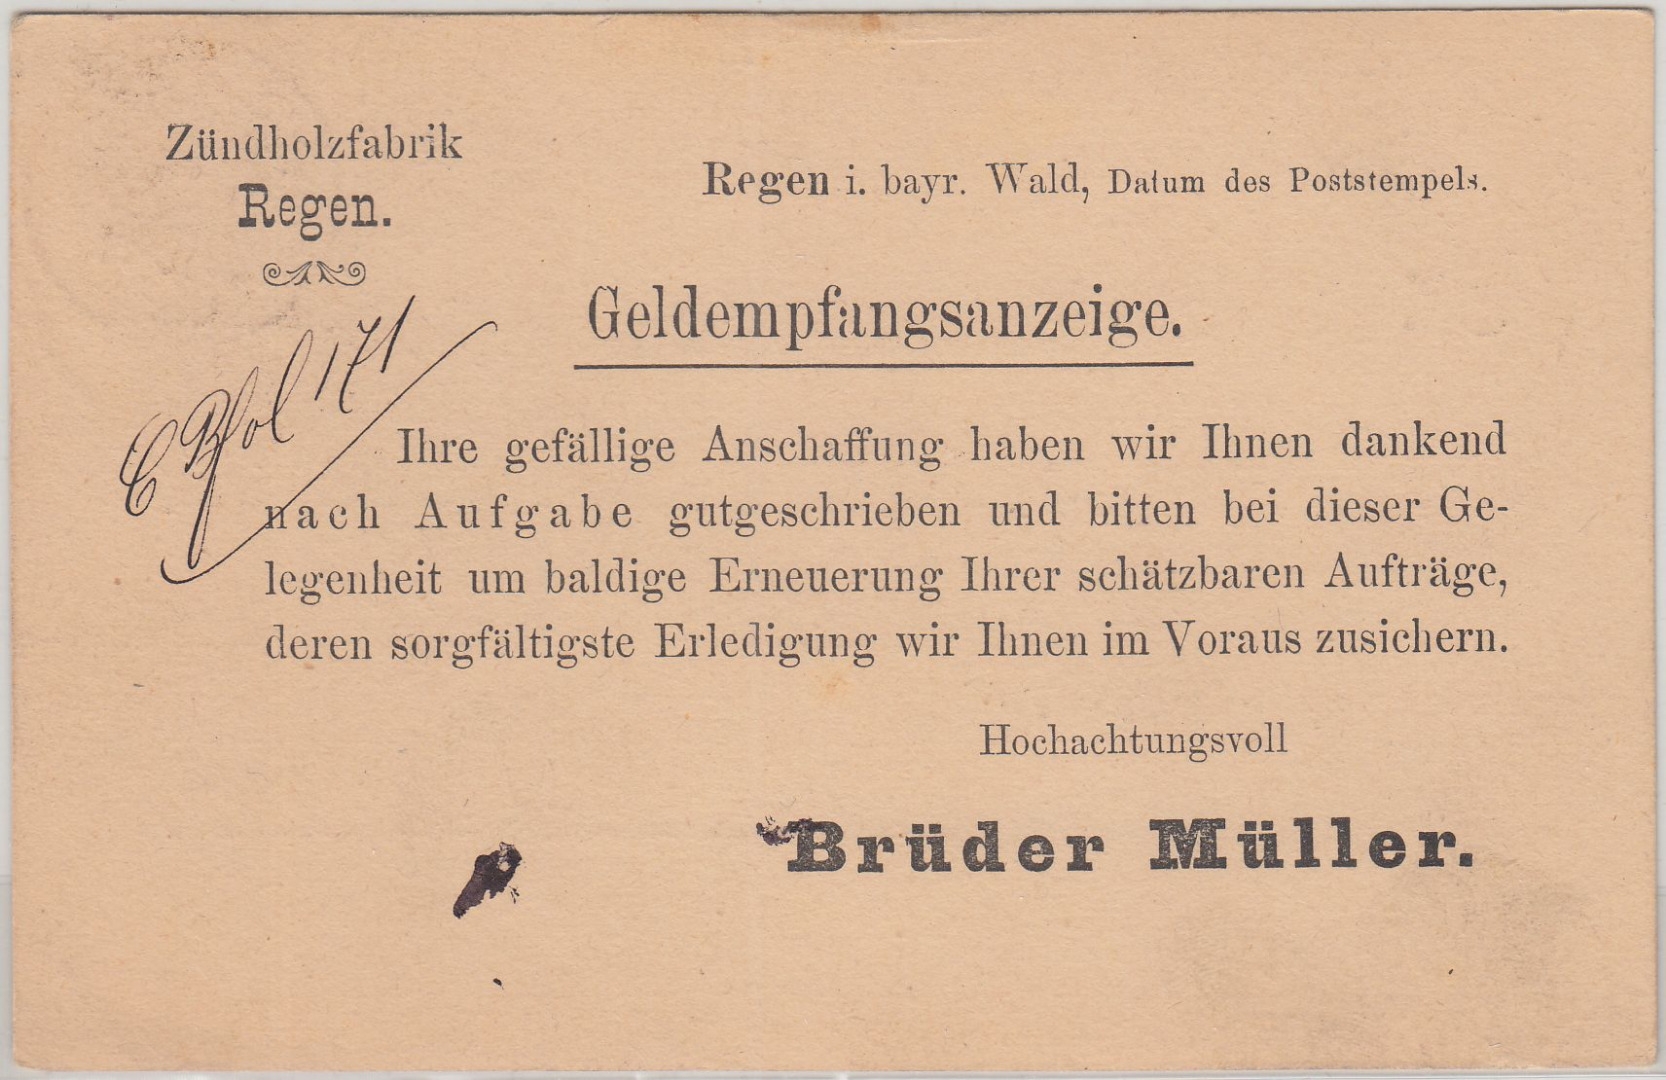 Zündholzfabrik
Regen.
Regen i. bayr. Wald, Datum des Poststempels.
Geldempfangsanzeige.
fol 171
Ihre gefällige Anschaffung haben wir Ihnen dankend
nach Aufgabe gutgeschrieben und bitten bei dieser Ge-
legenheit um baldige Erneuerung Ihrer schätzbaren Aufträge,
deren sorgfältigste Erledigung wir Ihnen im Voraus zusichern.
Hochachtungsvoll
Brüder Müller.